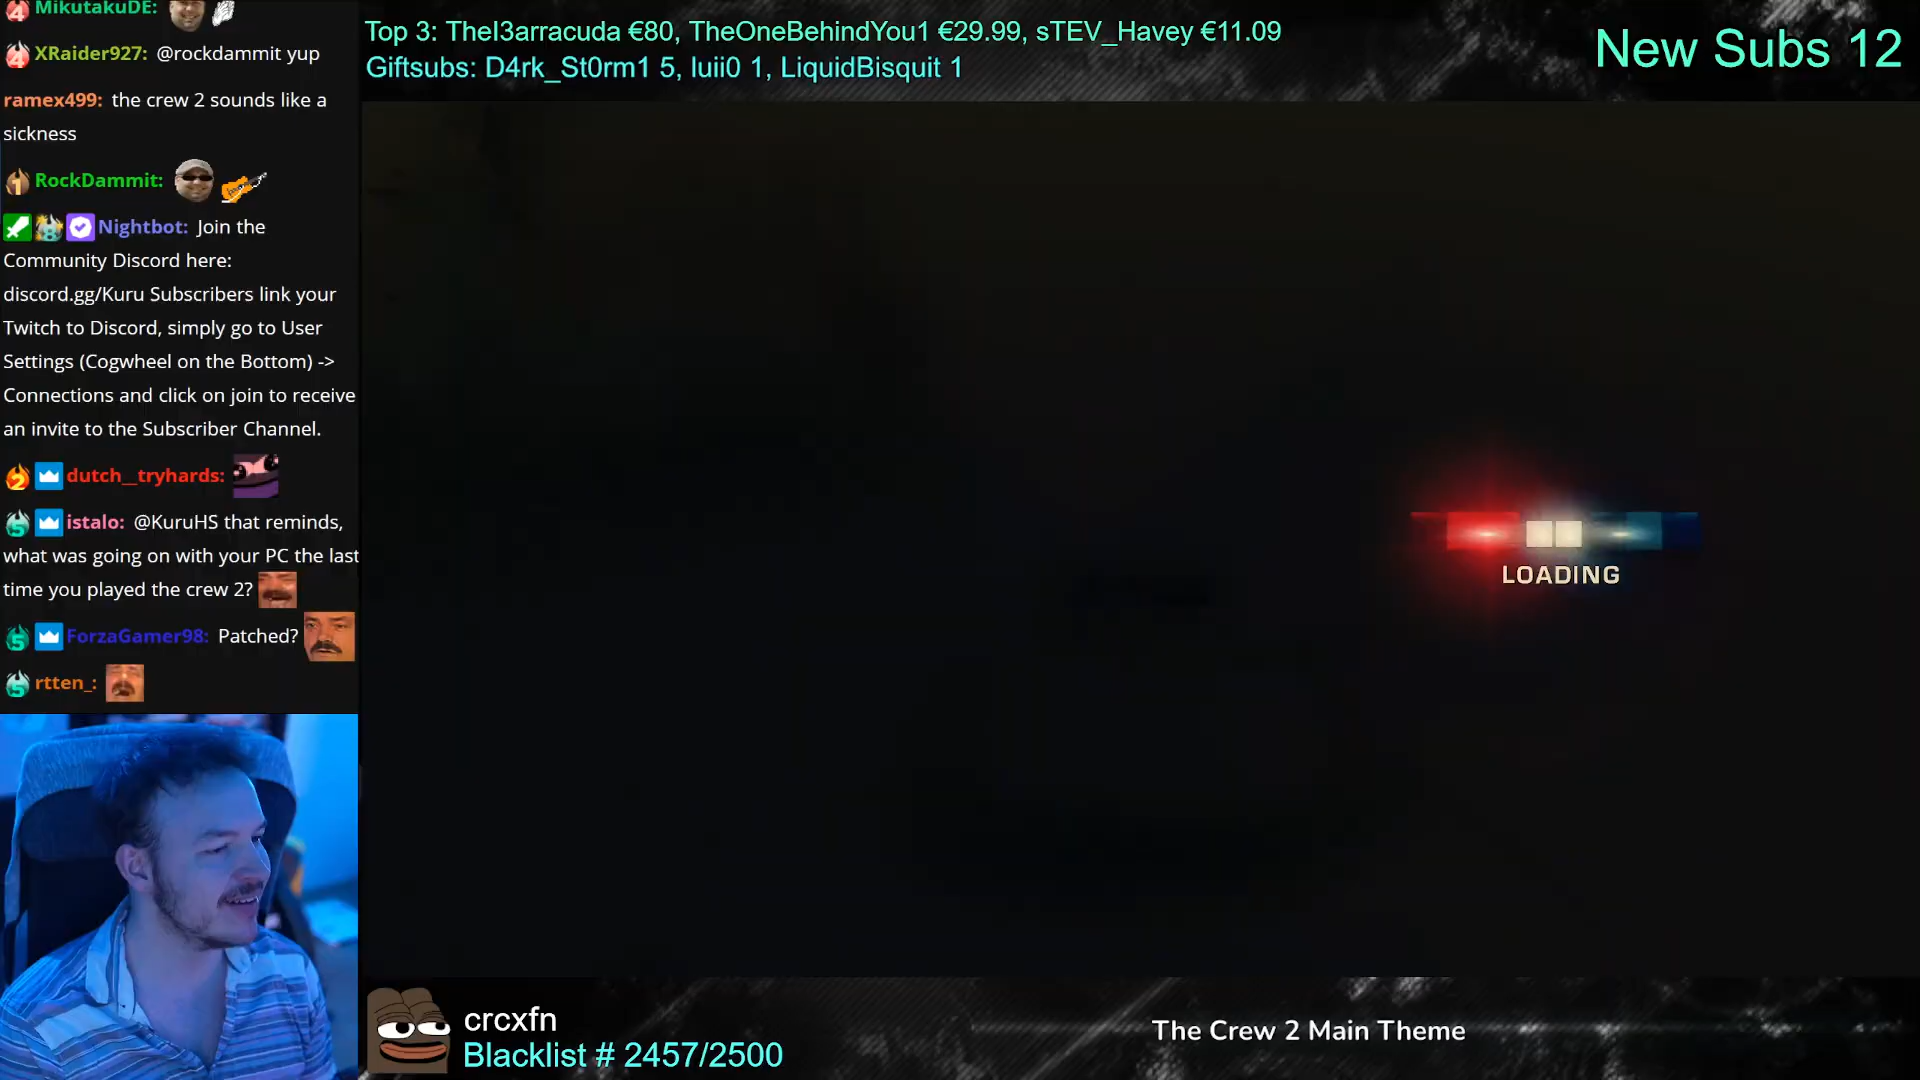 MikutakuDE:
XRaider927: @rockdammit yup
ramex499: the crew 2 sounds like a
sickness
RockDammit:
Nightbot: Join the
Community Discord here:
discord.gg/Kuru Subscribers link your
Twitch to Discord, simply go to User
Settings (Cogwheel on the Bottom) ->
Connections and click on join to receive
an invite to the Subscriber Channel.
dutch__tryhards:
istalo: @KuruHS that reminds,
what was going on with your PC the last
time you played the crew 2?
ForzaGamer98: Patched?
rtten_:
Top 3: TheI3arracuda €80, TheOneBehindYou1 €29.99, sTEV_Havey €11.09
Giftsubs: D4rk_St0rm1 5, luii0 1, LiquidBisquit 1
New Subs 12
LOADING
crcxfn
Blacklist # 2457/2500
The Crew 2 Main Theme